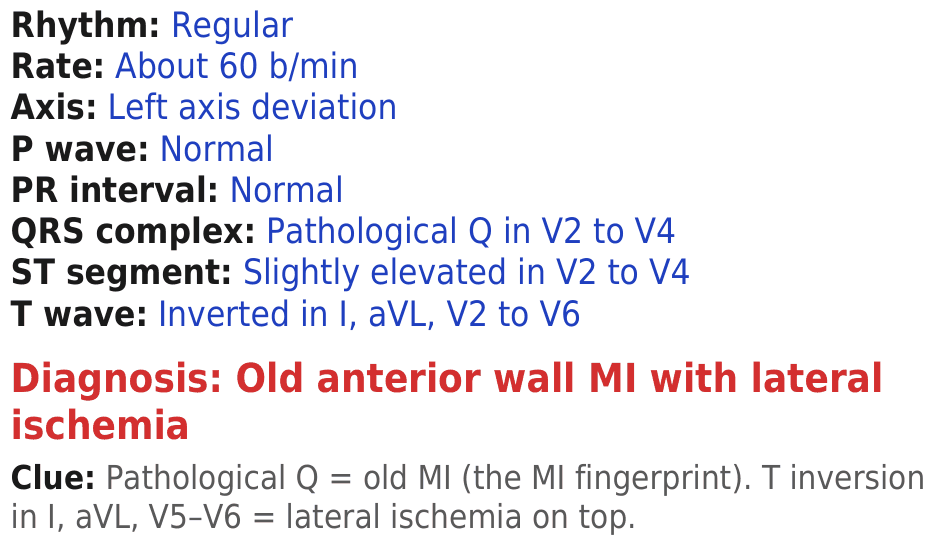 Rhythm: Regular
Rate: About 60 b/min
Axis: Left axis deviation
P wave: Normal
PR interval: Normal
QRS complex: Pathological Q in V2 to V4
ST segment: Slightly elevated in V2 to V4
T wave: Inverted in I, aVL, V2 to V6
Diagnosis: Old anterior wall MI with lateral
ischemia
Clue: Pathological Q = old MI (the MI fingerprint). T inversion
in I, aVL, V5–V6 = lateral ischemia on top.